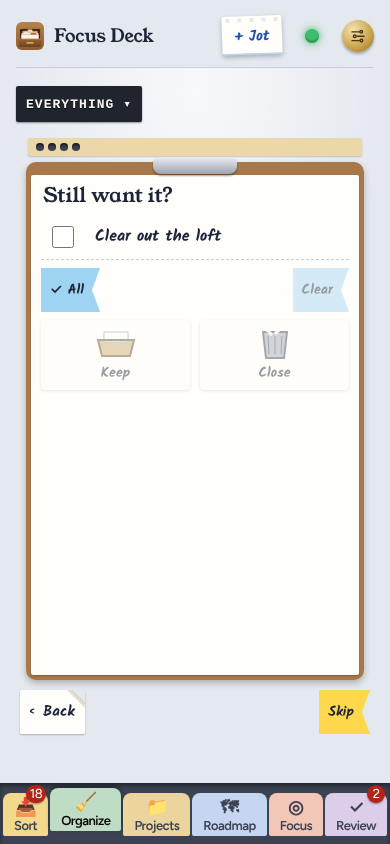 Focus Deck
+ Jot
EVERYTHING ▾
Still want it?
Clear out the loft
✓ All
Clear
Keep
Close
‹ Back
Skip
18
2
Sort
Organize
Projects
Roadmap
Focus
Review